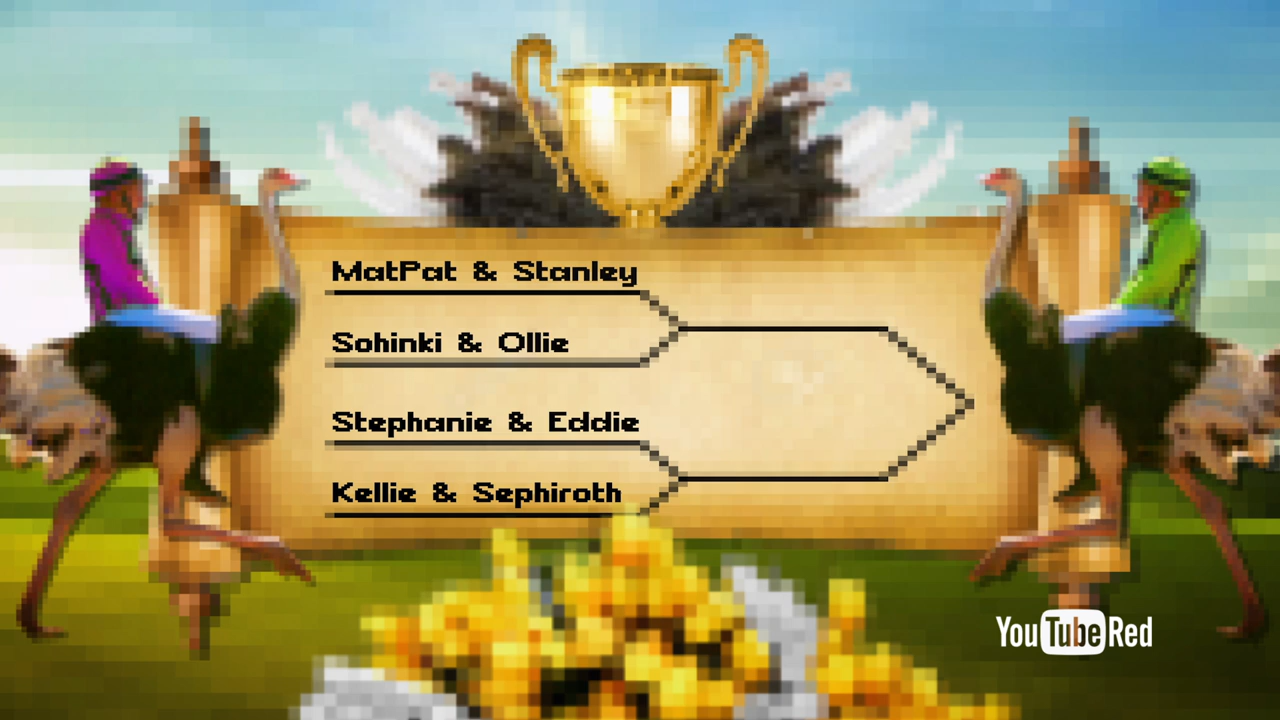 MatPat & Stanley
Sohinki & Ollie
Stephanie & Eddie
Kellie & Sephiroth
YouTube Red